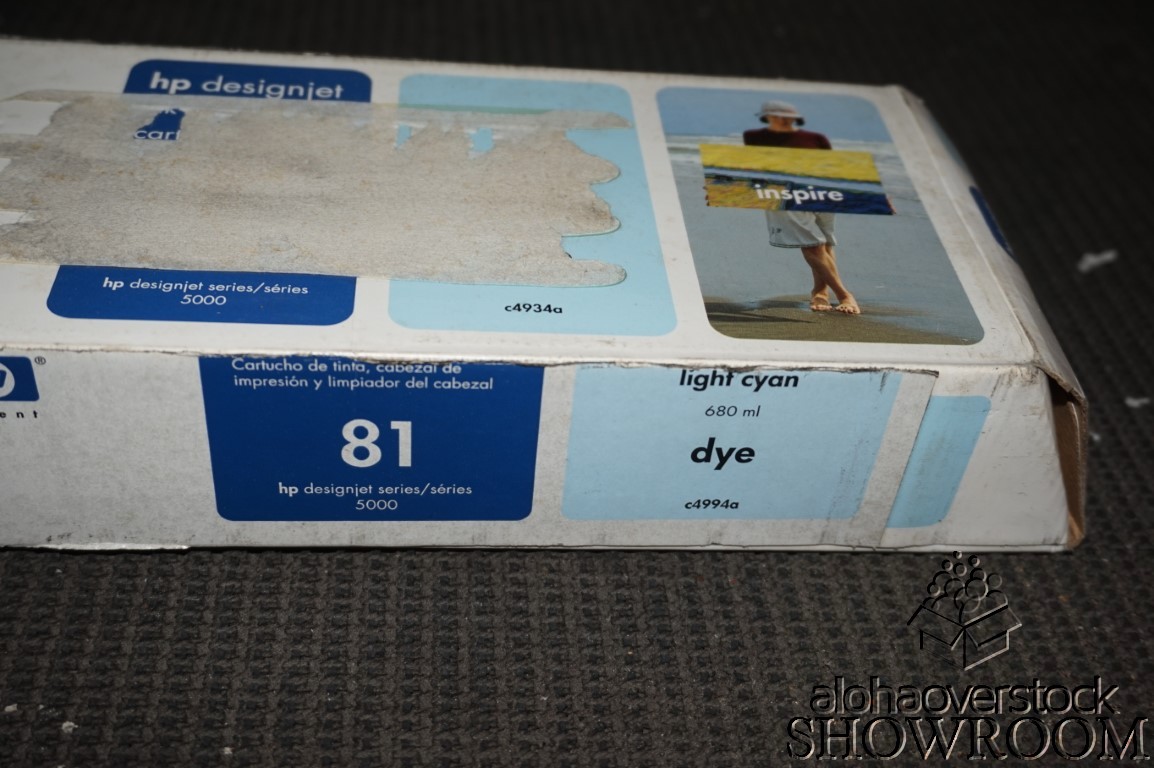 hp designjet
cart
hp designjet series/séries
5000
c4934a
inspire
®
ent
Cartucho de tinta, cabezal de
impresión y limpiador del cabezal
81
hp designjet series/séries
5000
light cyan
680 ml
dye
c4994a
alohaoverstock
SHOWROOM